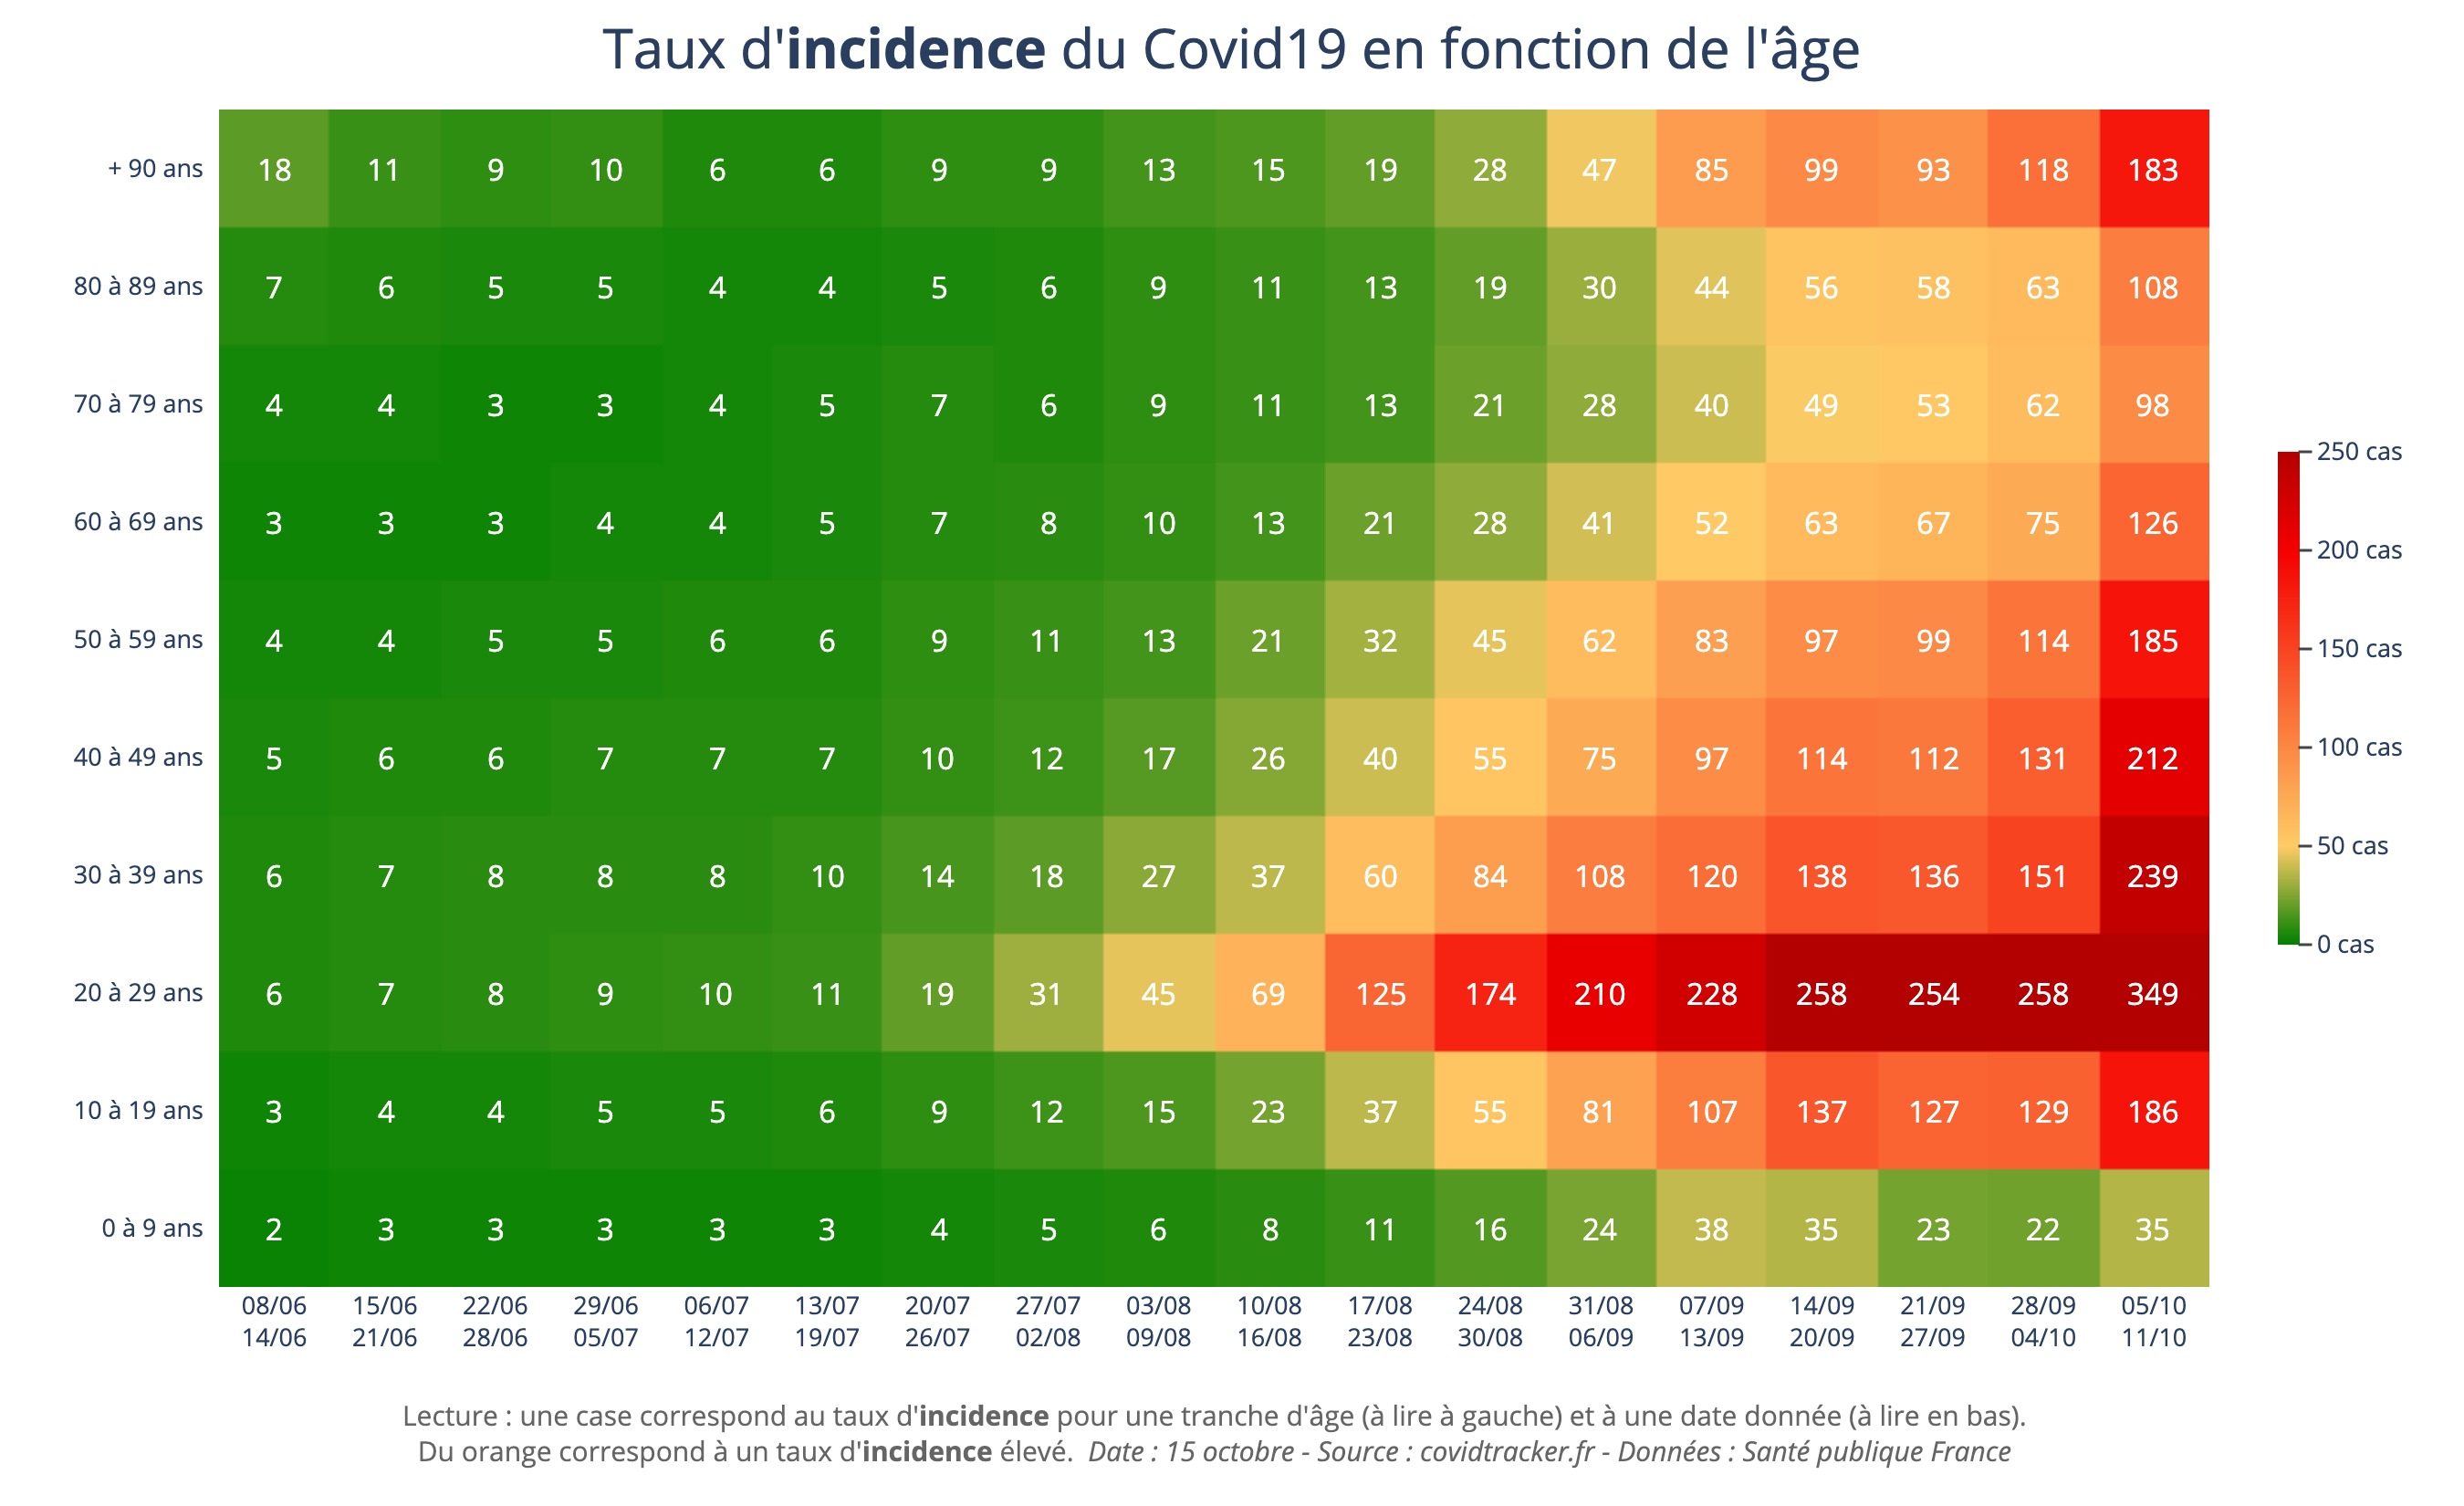 Taux d'incidence du Covid19 en fonction de l'âge
+ 90 ans 18 11 9 10 6 6 9 9 13 15 19 28 47 85 99 93 118 183
80 à 89 ans 7 6 5 5 4 4 5 6 9 11 13 19 30 44 56 58 63 108
70 à 79 ans 4 4 3 3 4 5 7 6 9 11 13 21 28 40 49 53 62 98
60 à 69 ans 3 3 3 4 4 5 7 8 10 13 21 28 41 52 63 67 75 126
50 à 59 ans 4 4 5 5 6 6 9 11 13 21 32 45 62 83 97 99 114 185
40 à 49 ans 5 6 6 7 7 7 10 12 17 26 40 55 75 97 114 112 131 212
30 à 39 ans 6 7 8 8 8 10 14 18 27 37 60 84 108 120 138 136 151 239
20 à 29 ans 6 7 8 9 10 11 19 31 45 69 125 174 210 228 258 254 258 349
10 à 19 ans 3 4 4 5 5 6 9 12 15 23 37 55 81 107 137 127 129 186
0 à 9 ans 2 3 3 3 3 3 4 5 6 8 11 16 24 38 35 23 22 35
08/06 15/06 22/06 29/06 06/07 13/07 20/07 27/07 03/08 10/08 17/08 24/08 31/08 07/09 14/09 21/09 28/09 05/10
14/06 21/06 28/06 05/07 12/07 19/07 26/07 02/08 09/08 16/08 23/08 30/08 06/09 13/09 20/09 27/09 04/10 11/10
250 cas
200 cas
150 cas
100 cas
50 cas
0 cas
Lecture : une case correspond au taux d'incidence pour une tranche d'âge (à lire à gauche) et à une date donnée (à lire en bas).
Du orange correspond à un taux d'incidence élevé. Date : 15 octobre - Source : covidtracker.fr - Données : Santé publique France